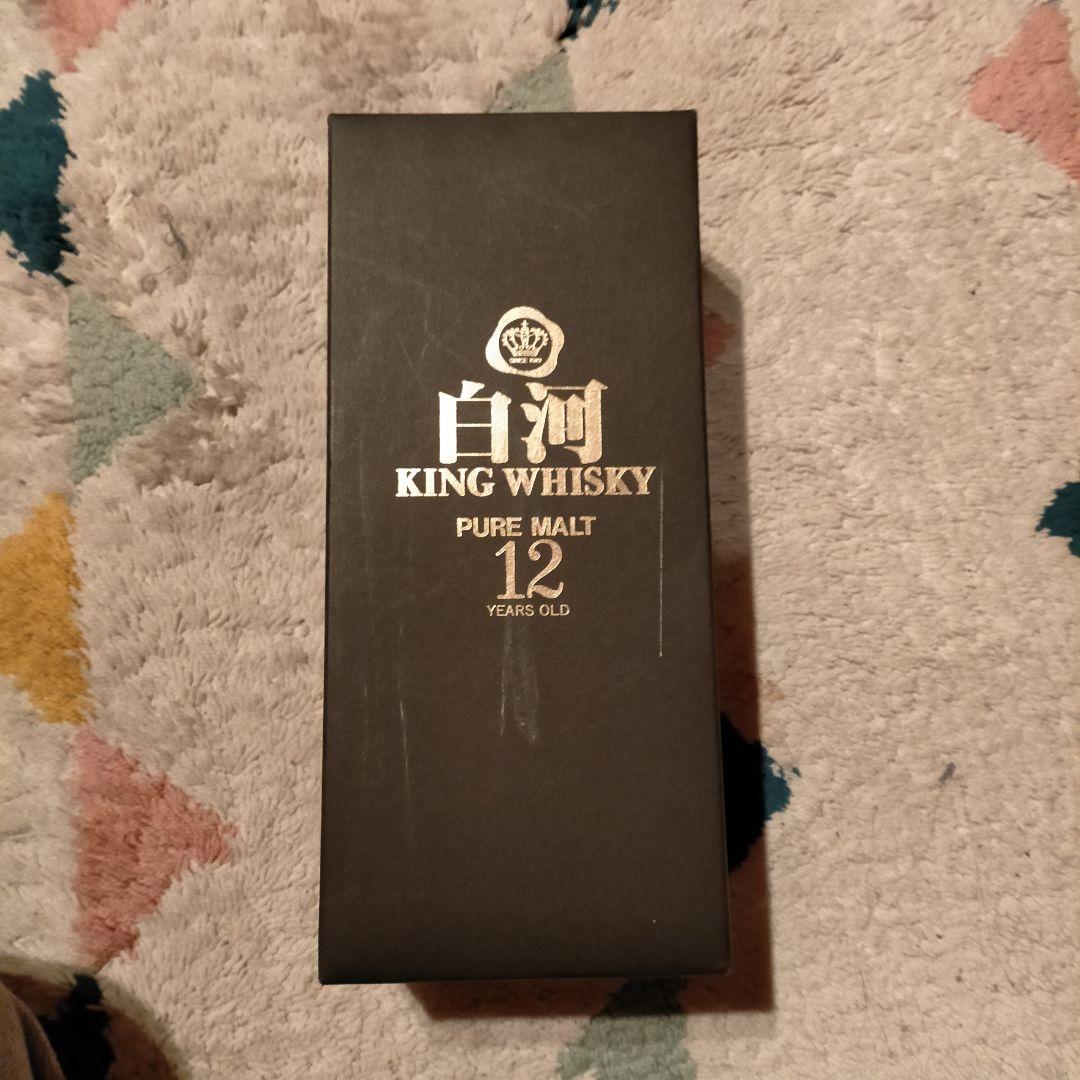 白河
KING WHISKY
PURE MALT
12
YEARS OLD